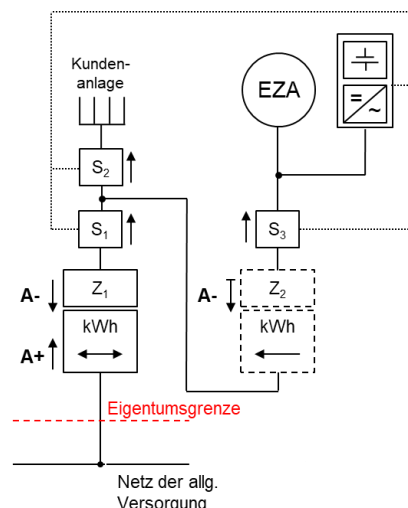 Kunden-
anlage
EZA
=
~
S₂
S₁
S₃
A-
Z₁
A-
Z₂
kWh
A+
kWh
Eigentumsgrenze
Netz der allg.
Versorgung